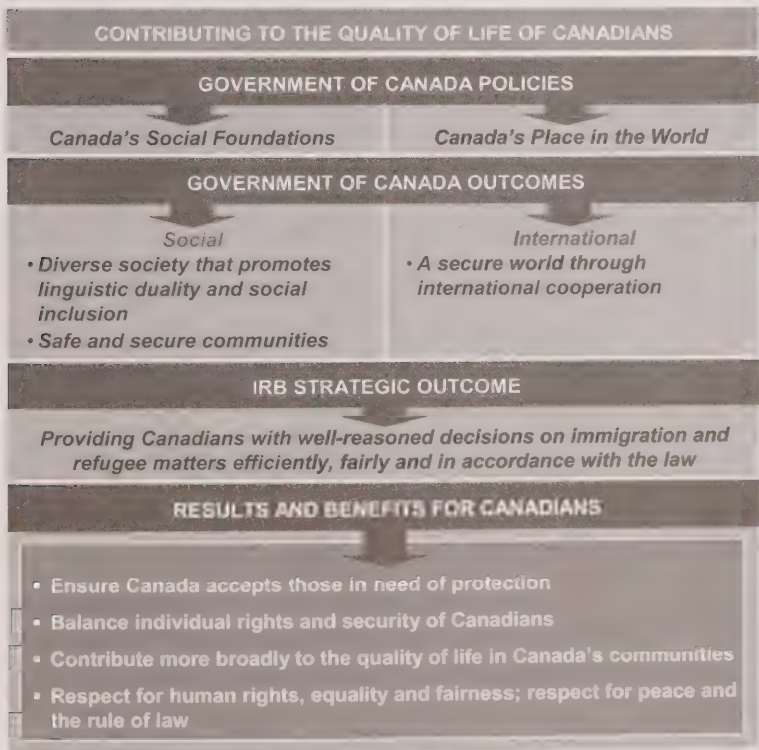 CONTRIBUTING TO THE QUALITY OF LIFE OF CANADIANS
GOVERNMENT OF CANADA POLICIES
Canada's Social Foundations
Canada's Place in the World
GOVERNMENT OF CANADA OUTCOMES
Social
• Diverse society that promotes
linguistic duality and social
inclusion
• Safe and secure communities
International
• A secure world through
international cooperation
IRB STRATEGIC OUTCOME
Providing Canadians with well-reasoned decisions on immigration and
refugee matters efficiently, fairly and in accordance with the law
RESULTS AND BENEFITS FOR CANADIANS
▪ Ensure Canada accepts those in need of protection
▪ Balance individual rights and security of Canadians
▪ Contribute more broadly to the quality of life in Canada's communities
▪ Respect for human rights, equality and fairness; respect for peace and
the rule of law